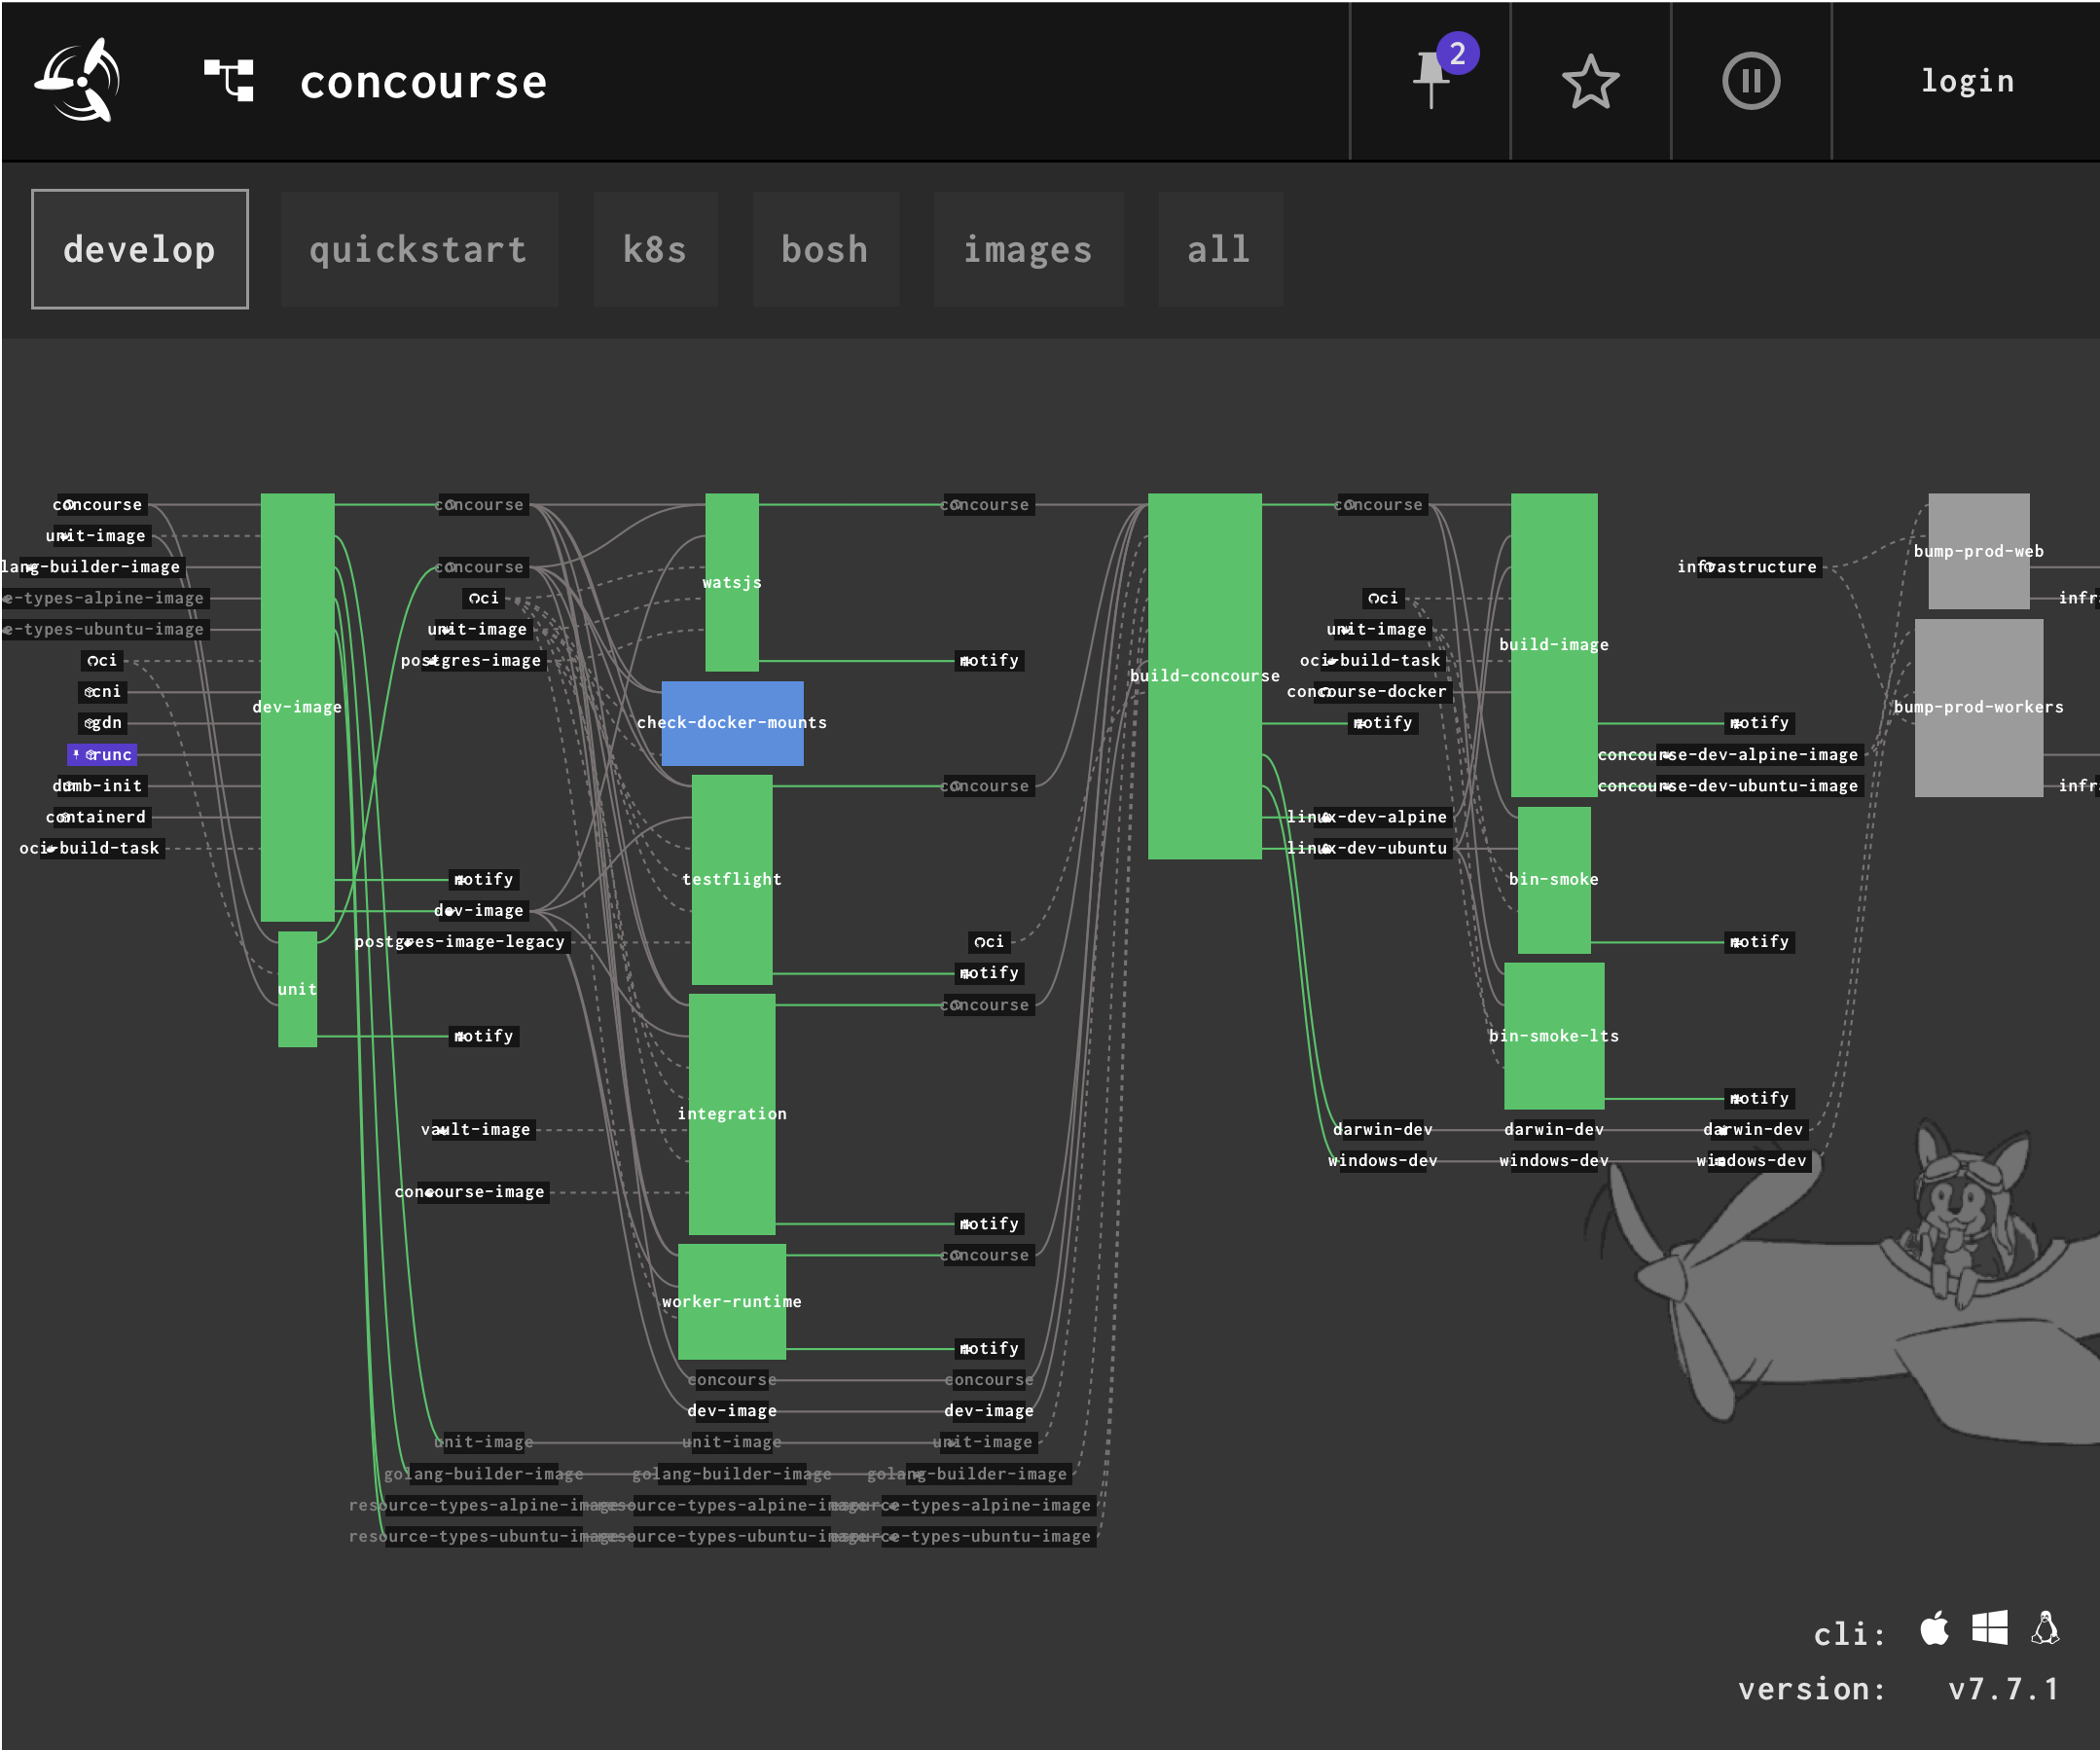 concourse
2
login
develop
quickstart
k8s
bosh
images
all
concourse
unit-image
lang-builder-image
e-types-alpine-image
e-types-ubuntu-image
ci
cni
gdn
runc
dumb-init
containerd
oci-build-task
dev-image
unit
concourse
concourse
ci
unit-image
postgres-image
notify
dev-image
postgres-image-legacy
notify
vault-image
concourse-image
unit-image
golang-builder-image
resource-types-alpine-image
resource-types-ubuntu-image
watsjs
check-docker-mounts
testflight
integration
worker-runtime
concourse
dev-image
unit-image
golang-builder-image
resource-types-alpine-image
resource-types-ubuntu-image
concourse
notify
concourse
ci
notify
concourse
notify
concourse
notify
concourse
dev-image
unit-image
golang-builder-image
resource-types-alpine-image
resource-types-ubuntu-image
build-concourse
concourse
ci
unit-image
oci-build-task
concourse-docker
notify
linux-dev-alpine
linux-dev-ubuntu
darwin-dev
windows-dev
build-image
bin-smoke
bin-smoke-lts
darwin-dev
windows-dev
infrastructure
notify
concourse-dev-alpine-image
concourse-dev-ubuntu-image
notify
notify
darwin-dev
windows-dev
bump-prod-web
bump-prod-workers
infr
infr
cli:
version: v7.7.1